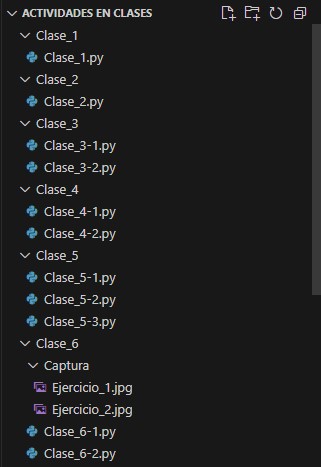 ACTIVIDADES EN CLASES
Clase_1
Clase_1.py
Clase_2
Clase_2.py
Clase_3
Clase_3-1.py
Clase_3-2.py
Clase_4
Clase_4-1.py
Clase_4-2.py
Clase_5
Clase_5-1.py
Clase_5-2.py
Clase_5-3.py
Clase_6
Captura
Ejercicio_1.jpg
Ejercicio_2.jpg
Clase_6-1.py
Clase_6-2.py